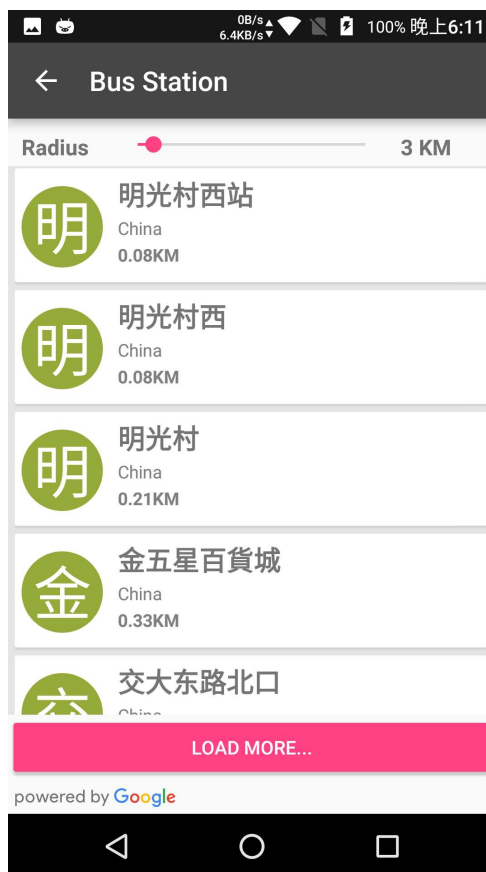 0B/s
6.4KB/s
100% 晚上6:11
Bus Station
Radius 3 KM
明
明光村西站
China
0.08KM
明
明光村西
China
0.08KM
明
明光村
China
0.21KM
金
金五星百貨城
China
0.33KM
交
交大东路北口
China
LOAD MORE...
powered by Google